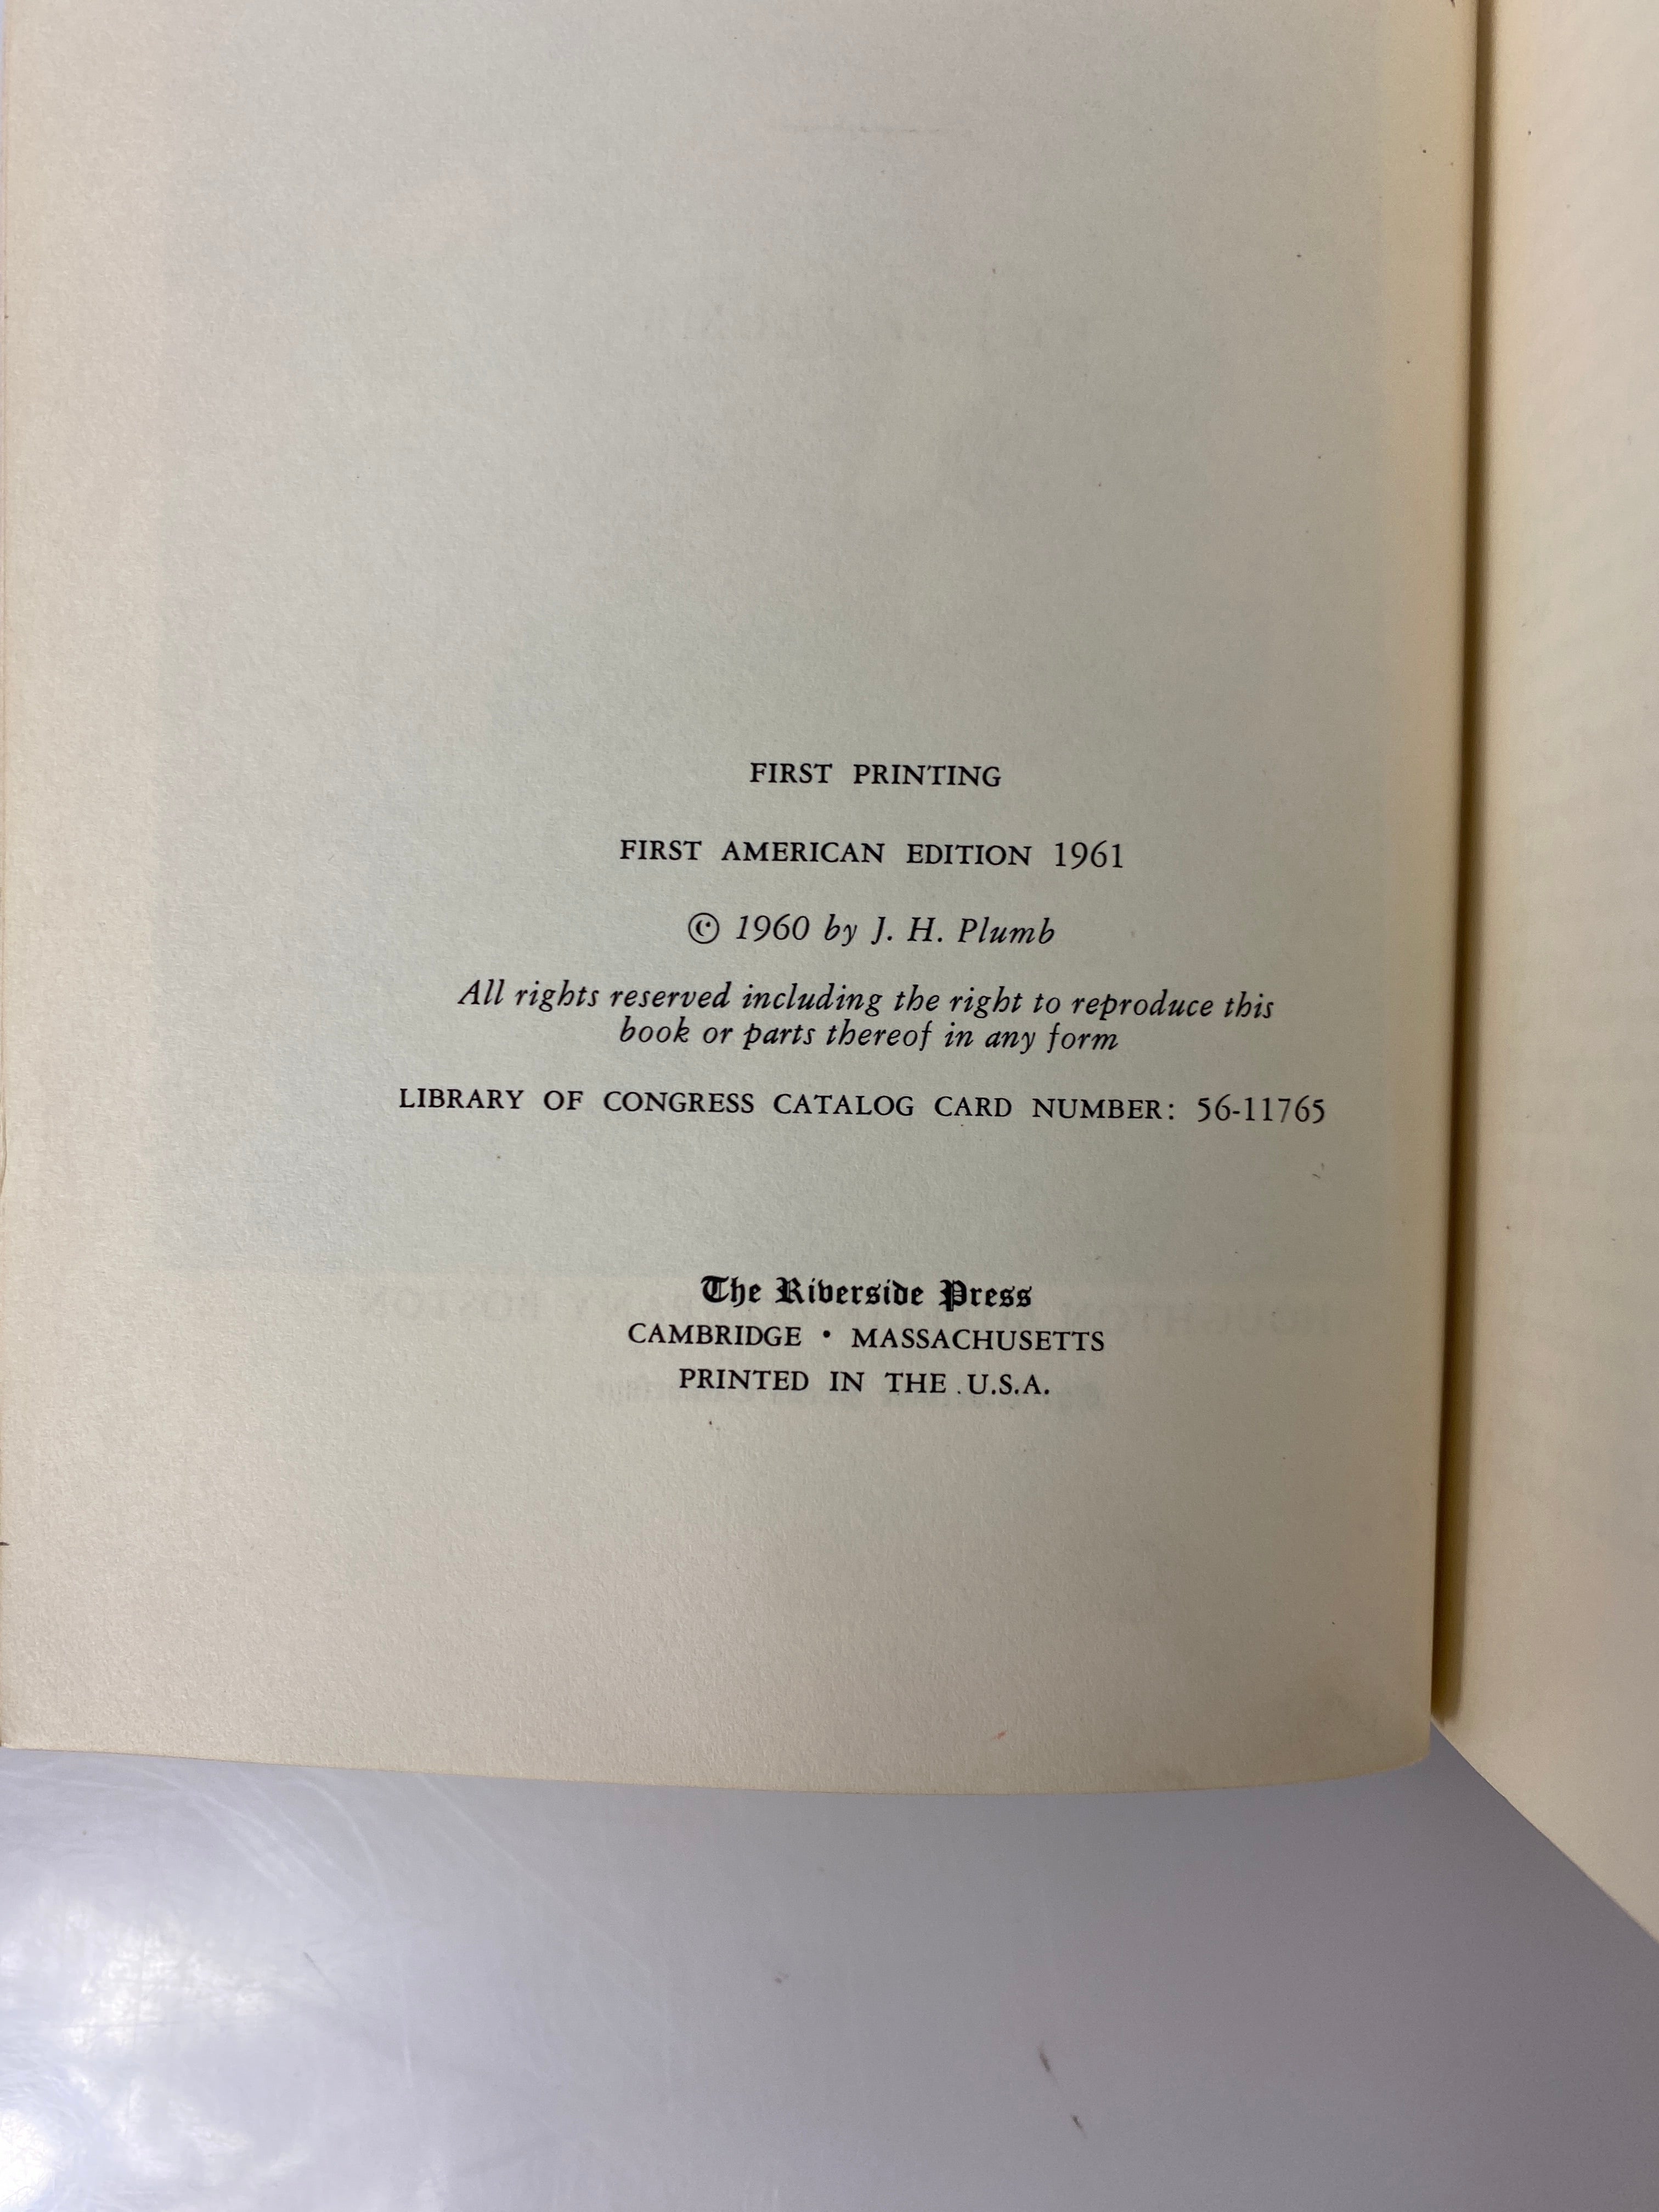 FIRST PRINTING
FIRST AMERICAN EDITION 1961
© 1960 by J. H. Plumb
All rights reserved including the right to reproduce this
book or parts thereof in any form
LIBRARY OF CONGRESS CATALOG CARD NUMBER: 56-11765
The Riverside Press
CAMBRIDGE • MASSACHUSETTS
PRINTED IN THE U.S.A.